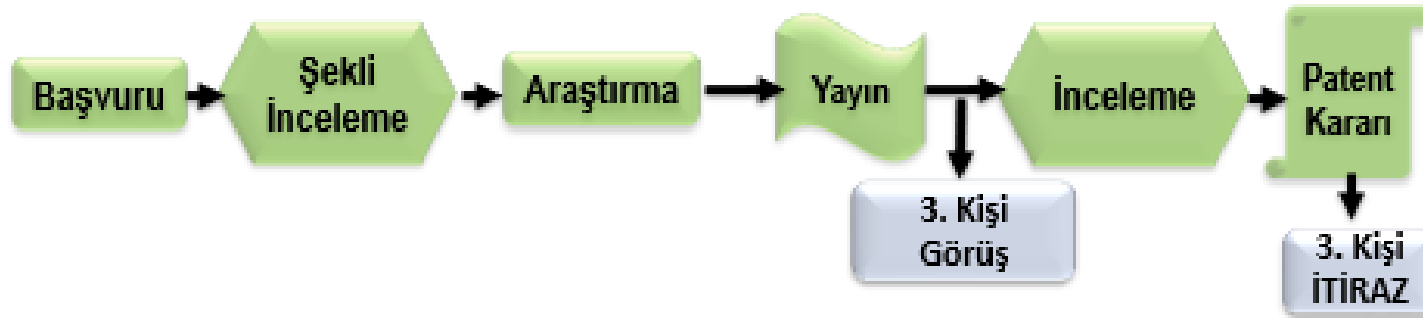 Başvuru
Şekli
İnceleme
Araştırma
Yayın
İnceleme
Patent
Kararı
3. Kişi
Görüş
3. Kişi
İTİRAZ